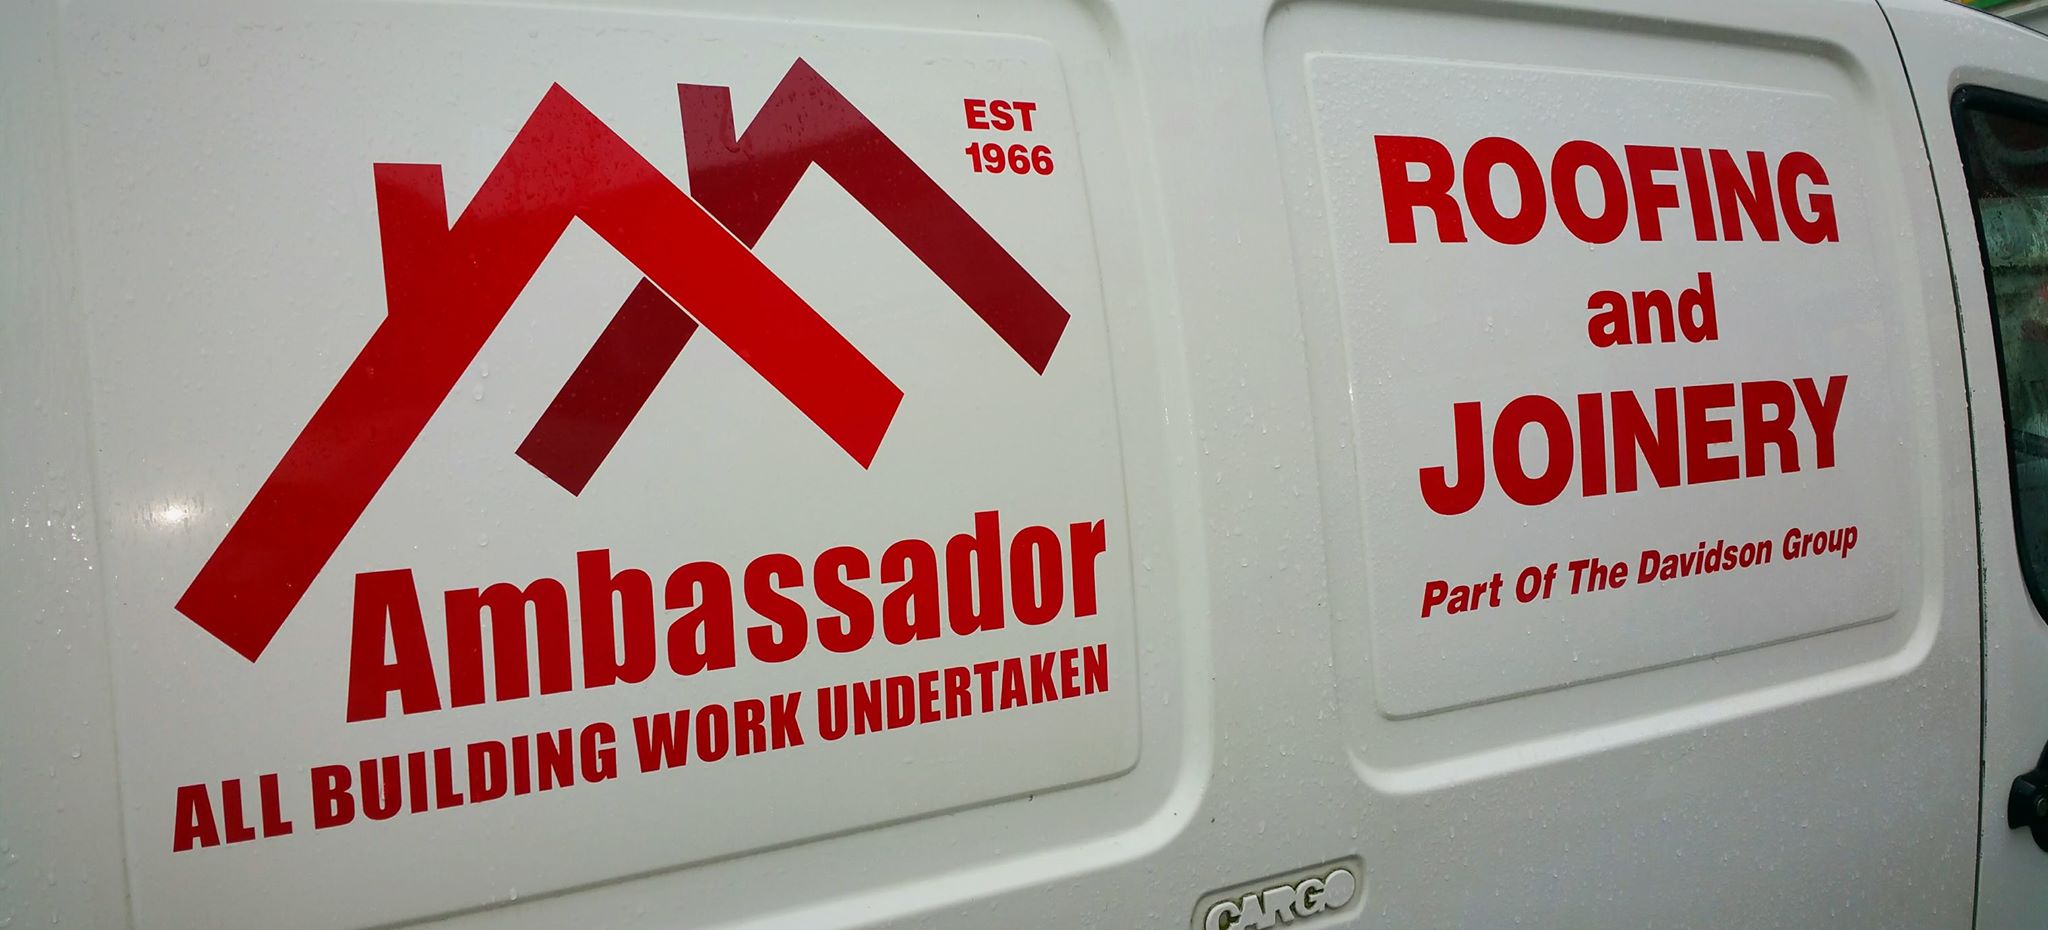 EST
1966
Ambassador
ALL BUILDING WORK UNDERTAKEN
ROOFING
and
JOINERY
Part Of The Davidson Group
CARGO